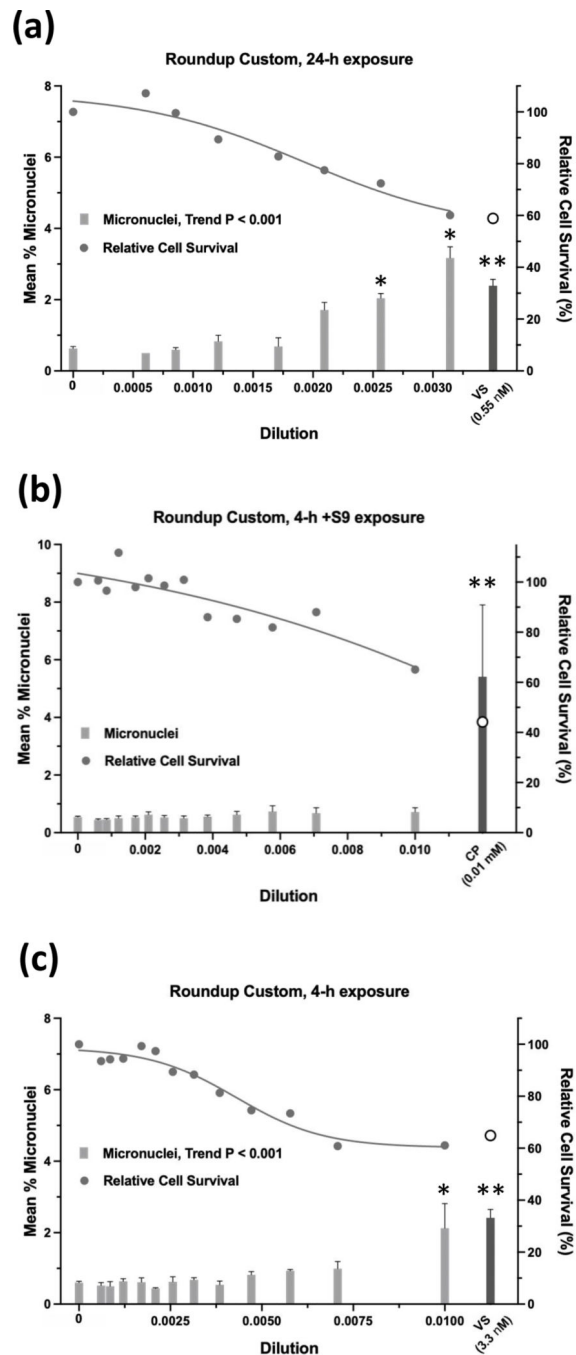 (a)
Roundup Custom, 24-h exposure
8
6
4
2
0
Mean % Micronuclei
100
80
60
40
20
0
Relative Cell Survival (%)
Micronuclei, Trend P < 0.001
Relative Cell Survival
*
*
**
0
0.0005
0.0010
0.0015
0.0020
0.0025
0.0030
VS
(0.55 nM)
Dilution
(b)
Roundup Custom, 4-h +S9 exposure
10
8
6
4
2
0
Mean % Micronuclei
100
80
60
40
20
0
Relative Cell Survival (%)
Micronuclei
Relative Cell Survival
**
0
0.002
0.004
0.006
0.008
0.010
CP
(0.01 mM)
Dilution
(c)
Roundup Custom, 4-h exposure
8
6
4
2
0
Mean % Micronuclei
100
80
60
40
20
0
Relative Cell Survival (%)
Micronuclei, Trend P < 0.001
Relative Cell Survival
*
**
0
0.0025
0.0050
0.0075
0.0100
VS
(3.3 nM)
Dilution